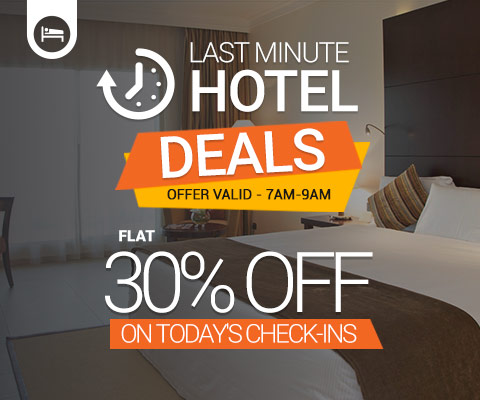 LAST MINUTE
HOTEL
DEALS
OFFER VALID - 7AM-9AM
FLAT
30% OFF
ON TODAY'S CHECK-INS